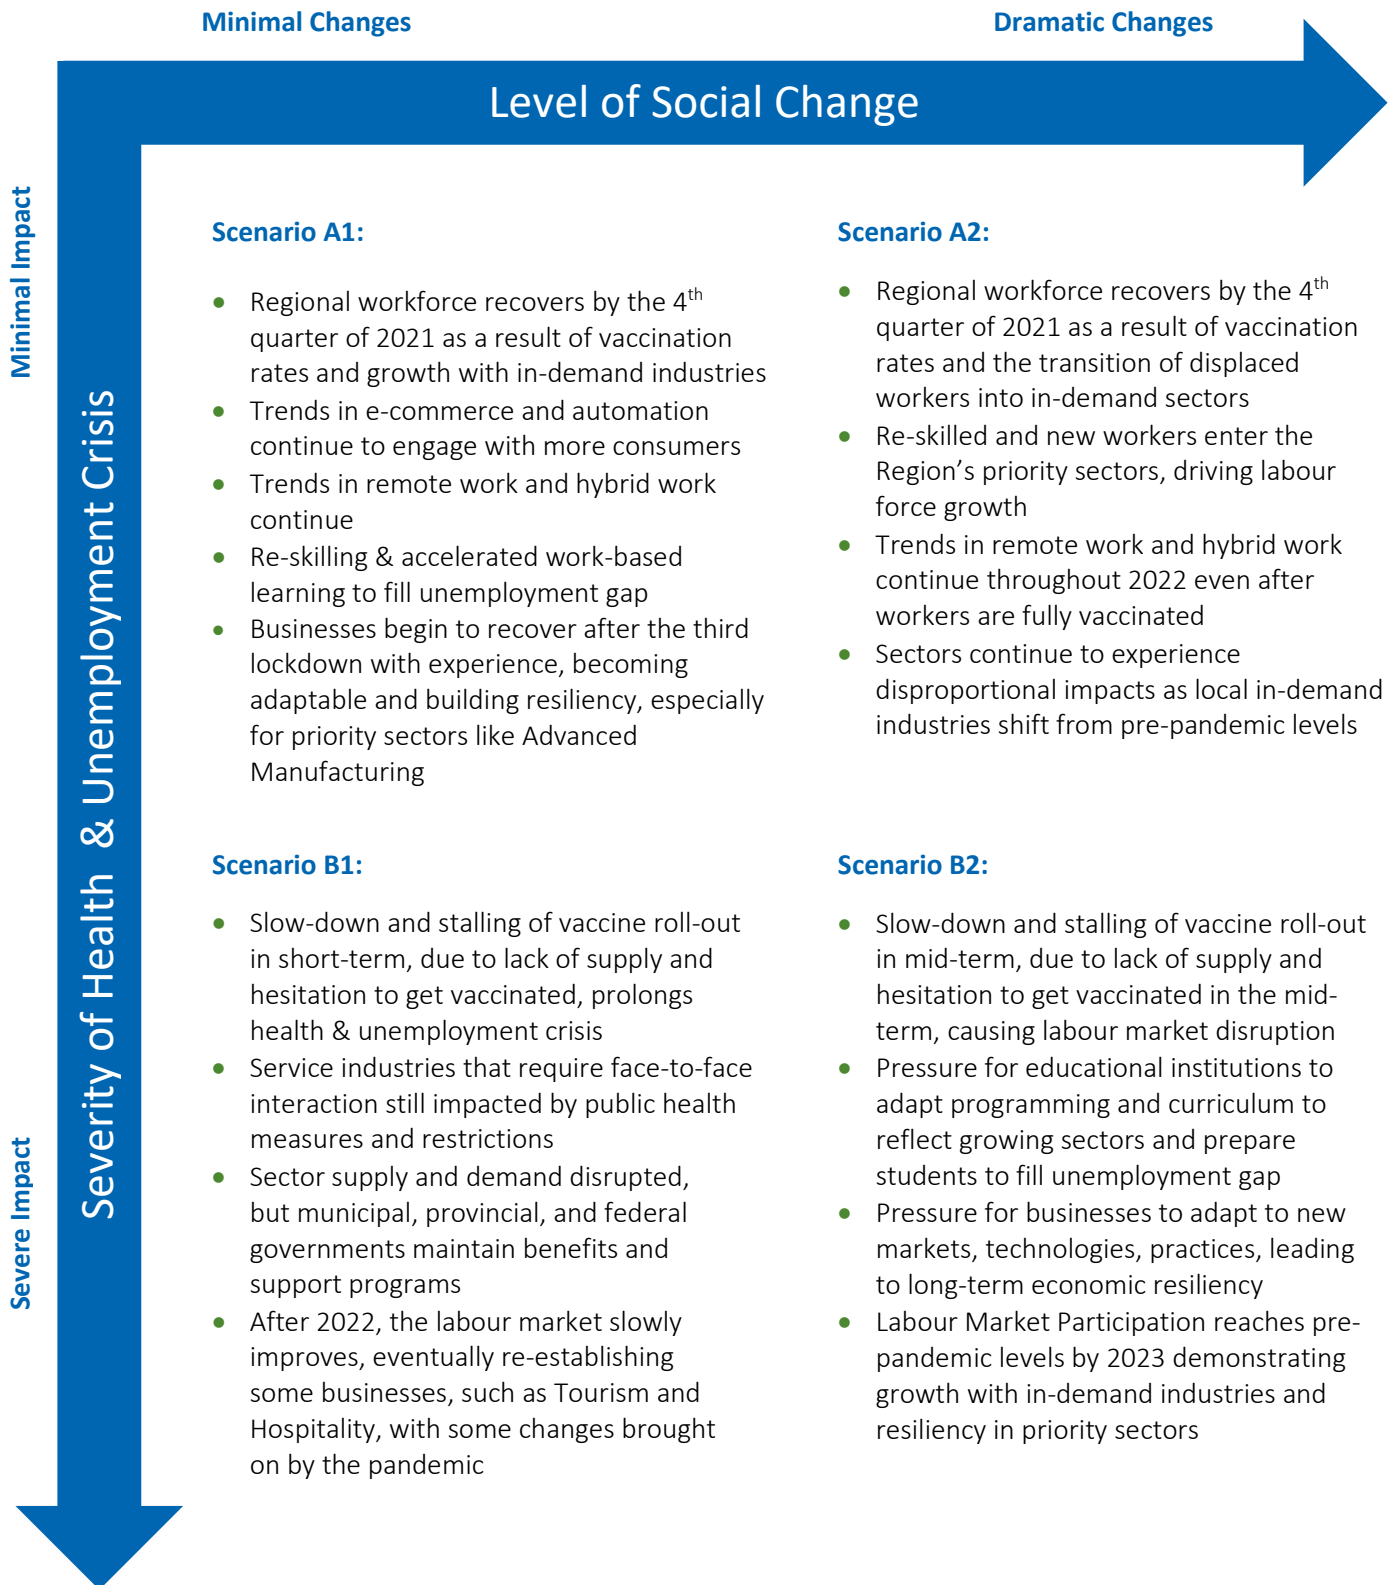 Minimal Changes
Dramatic Changes
Level of Social Change
Minimal Impact
Severity of Health & Unemployment Crisis
Severe Impact
Scenario A1:
• Regional workforce recovers by the 4th
quarter of 2021 as a result of vaccination
rates and growth with in-demand industries
• Trends in e-commerce and automation
continue to engage with more consumers
• Trends in remote work and hybrid work
continue
• Re-skilling & accelerated work-based
learning to fill unemployment gap
• Businesses begin to recover after the third
lockdown with experience, becoming
adaptable and building resiliency, especially
for priority sectors like Advanced
Manufacturing
Scenario A2:
• Regional workforce recovers by the 4th
quarter of 2021 as a result of vaccination
rates and the transition of displaced
workers into in-demand sectors
• Re-skilled and new workers enter the
Region’s priority sectors, driving labour
force growth
• Trends in remote work and hybrid work
continue throughout 2022 even after
workers are fully vaccinated
• Sectors continue to experience
disproportional impacts as local in-demand
industries shift from pre-pandemic levels
Scenario B1:
• Slow-down and stalling of vaccine roll-out
in short-term, due to lack of supply and
hesitation to get vaccinated, prolongs
health & unemployment crisis
• Service industries that require face-to-face
interaction still impacted by public health
measures and restrictions
• Sector supply and demand disrupted,
but municipal, provincial, and federal
governments maintain benefits and
support programs
• After 2022, the labour market slowly
improves, eventually re-establishing
some businesses, such as Tourism and
Hospitality, with some changes brought
on by the pandemic
Scenario B2:
• Slow-down and stalling of vaccine roll-out
in mid-term, due to lack of supply and
hesitation to get vaccinated in the mid-
term, causing labour market disruption
• Pressure for educational institutions to
adapt programming and curriculum to
reflect growing sectors and prepare
students to fill unemployment gap
• Pressure for businesses to adapt to new
markets, technologies, practices, leading
to long-term economic resiliency
• Labour Market Participation reaches pre-
pandemic levels by 2023 demonstrating
growth with in-demand industries and
resiliency in priority sectors